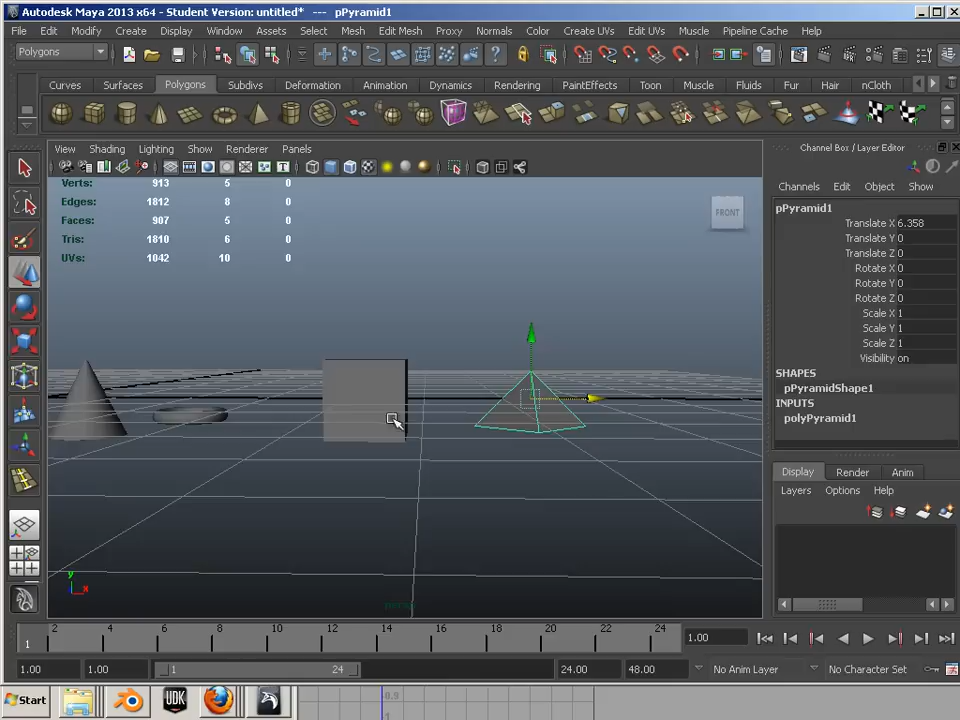 Autodesk Maya 2013 x64 - Student Version: untitled* --- pPyramid1
File Edit Modify Create Display Window Assets Select Mesh Edit Mesh Proxy Normals Color Create UVs Edit UVs Muscle Pipeline Cache Help
Polygons
Curves Surfaces Polygons Subdivs Deformation Animation Dynamics Rendering PaintEffects Toon Muscle Fluids Fur Hair nCloth
View Shading Lighting Show Renderer Panels
Channel Box / Layer Editor
Channels Edit Object Show
Verts: 913 5 0
Edges: 1812 8 0
Faces: 907 5 0
Tris: 1810 6 0
UVs: 1042 10 0
FRONT
pPyramid1
Translate X 6.358
Translate Y 0
Translate Z 0
Rotate X 0
Rotate Y 0
Rotate Z 0
Scale X 1
Scale Y 1
Scale Z 1
Visibility on
SHAPES
pPyramidShape1
INPUTS
polyPyramid1
Display Render Anim
Layers Options Help
y
x
persp
2 4 6 8 10 12 14 16 18 20 22 24
1
1.00
1.00 1.00 1 24 24.00 48.00 No Anim Layer No Character Set
Start
UDK
0.9
1